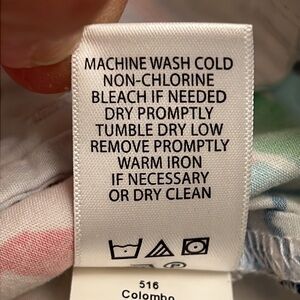 MACHINE WASH COLD
NON-CHLORINE
BLEACH IF NEEDED
DRY PROMPTLY
TUMBLE DRY LOW
REMOVE PROMPTLY
WARM IRON
IF NECESSARY
OR DRY CLEAN
516
Colombo